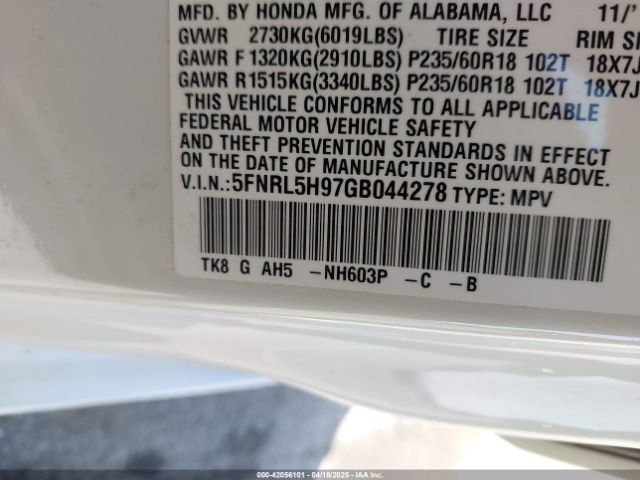 MFD. BY HONDA MFG. OF ALABAMA, LLC 11/'
GVWR 2730KG(6019LBS) TIRE SIZE RIM
GAWR F 1320KG(2910LBS) P235/60R18 102T 18X7J
GAWR R 1515KG(3340LBS) P235/60R18 102T 18X7J
THIS VEHICLE CONFORMS TO ALL APPLICABLE
FEDERAL MOTOR VEHICLE SAFETY
AND THEFT PREVENTION STANDARDS IN EFFECT
ON THE DATE OF MANUFACTURE SHOWN ABOVE.
V.I.N.:5FNRL5H97GB044278 TYPE: MPV
TK8 G AH5 -NH603P -C -B
000-42056101 - 04/18/2025 - IAA Corp.